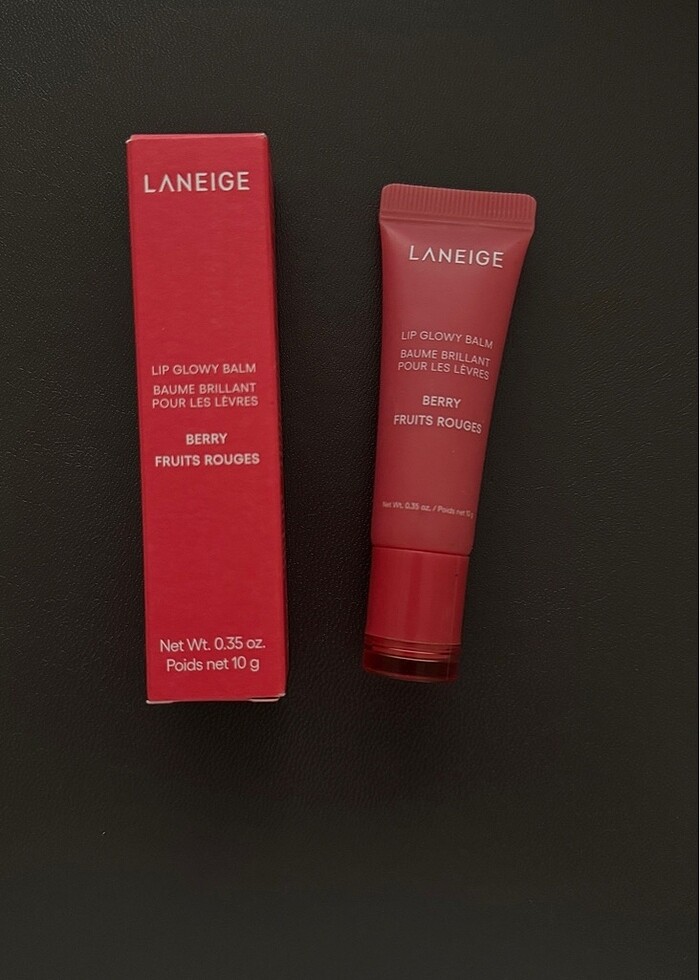 LANEIGE
LIP GLOWY BALM
BAUME BRILLANT
POUR LES LÈVRES
BERRY
FRUITS ROUGES
Net Wt. 0.35 oz.
Poids net 10 g
LANEIGE
LIP GLOWY BALM
BAUME BRILLANT
POUR LES LÈVRES
BERRY
FRUITS ROUGES
Net Wt. 0.35 oz. / Poids net 10 g